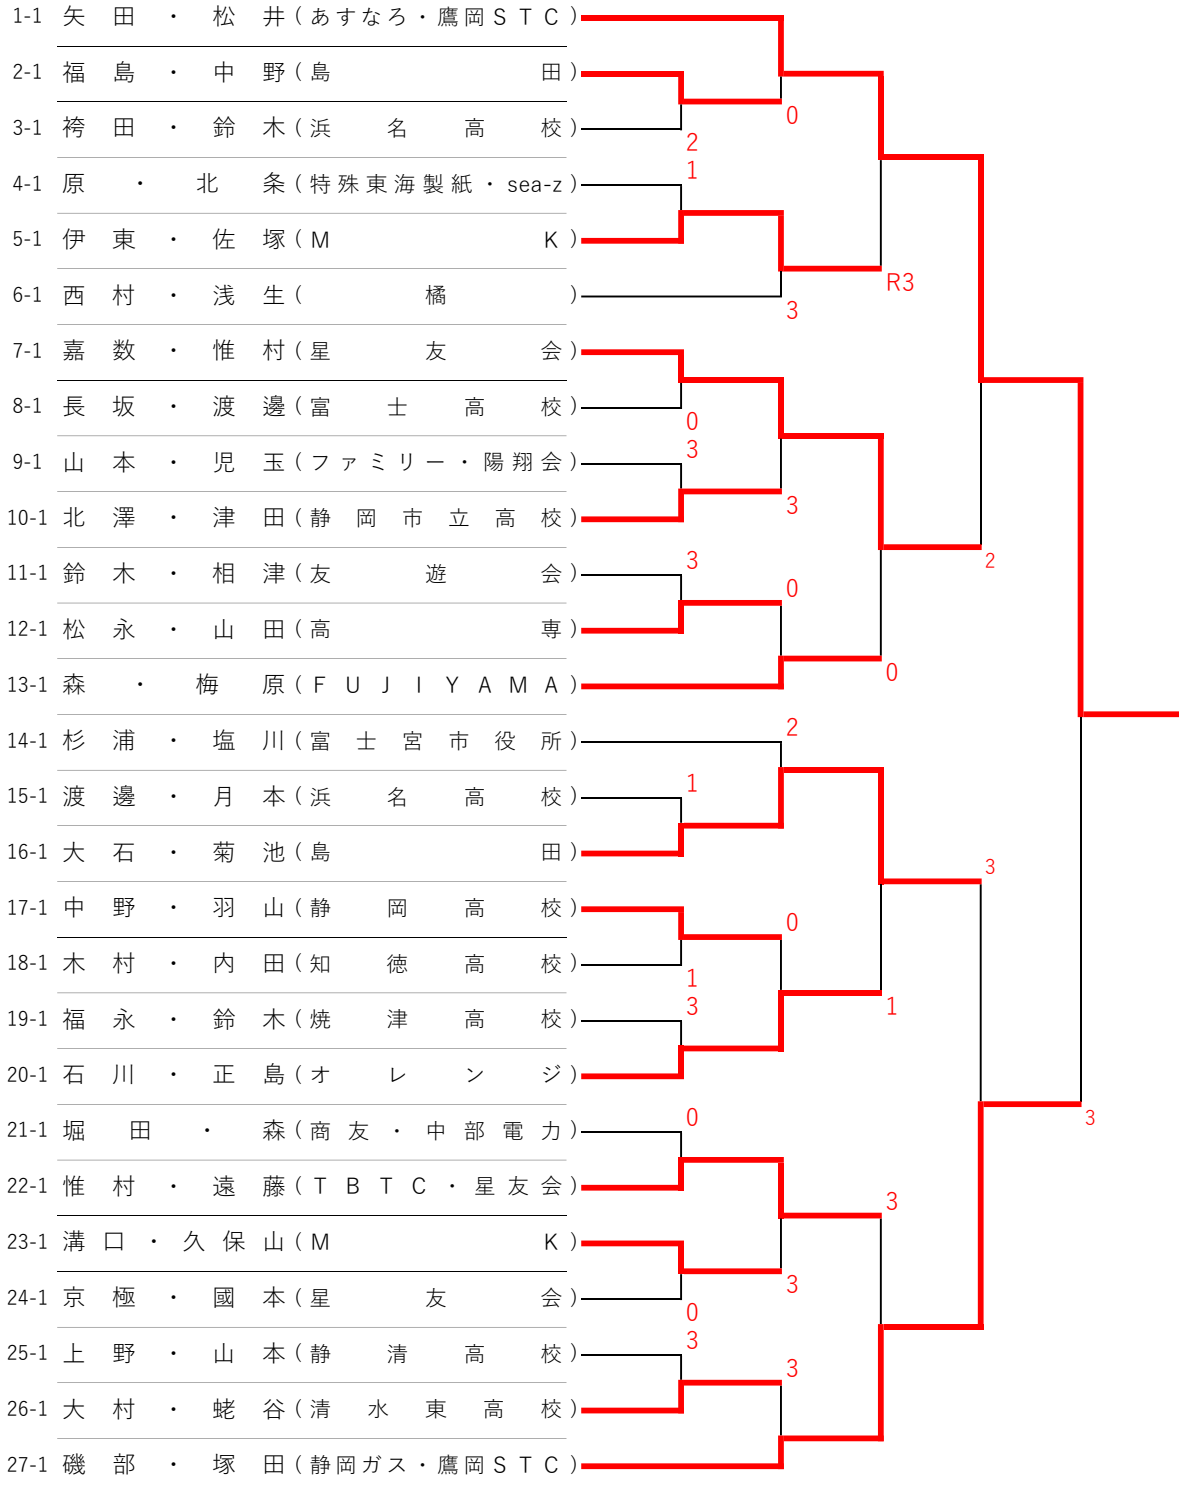 1-1 矢田・松井(あすなろ・鷹岡STC)
2-1 福島・中野(島田)
0
3-1 袴田・鈴木(浜名高校)
2
1
4-1 原・北条(特殊東海製紙・sea-z)
5-1 伊東・佐塚(MK)
R3
6-1 西村・浅生(橘)
3
7-1 嘉数・惟村(星友会)
8-1 長坂・渡邊(富士高校)
0
3
9-1 山本・児玉(ファミリー・陽翔会)
3
10-1 北澤・津田(静岡市立高校)
3
2
11-1 鈴木・相津(友遊会)
0
12-1 松永・山田(高専)
0
13-1 森・梅原(FUJIYAMA)
2
14-1 杉浦・塩川(富士宮市役所)
1
15-1 渡邊・月本(浜名高校)
16-1 大石・菊池(島田)
3
17-1 中野・羽山(静岡高校)
0
18-1 木村・内田(知徳高校)
1
3
1
19-1 福永・鈴木(焼津高校)
20-1 石川・正島(オレンジ)
0
3
21-1 堀田・森(商友・中部電力)
22-1 惟村・遠藤(TBTC・星友会)
3
23-1 溝口・久保山(MK)
3
24-1 京極・國本(星友会)
0
3
25-1 上野・山本(静清高校)
3
26-1 大村・蛯谷(清水東高校)
27-1 磯部・塚田(静岡ガス・鷹岡STC)